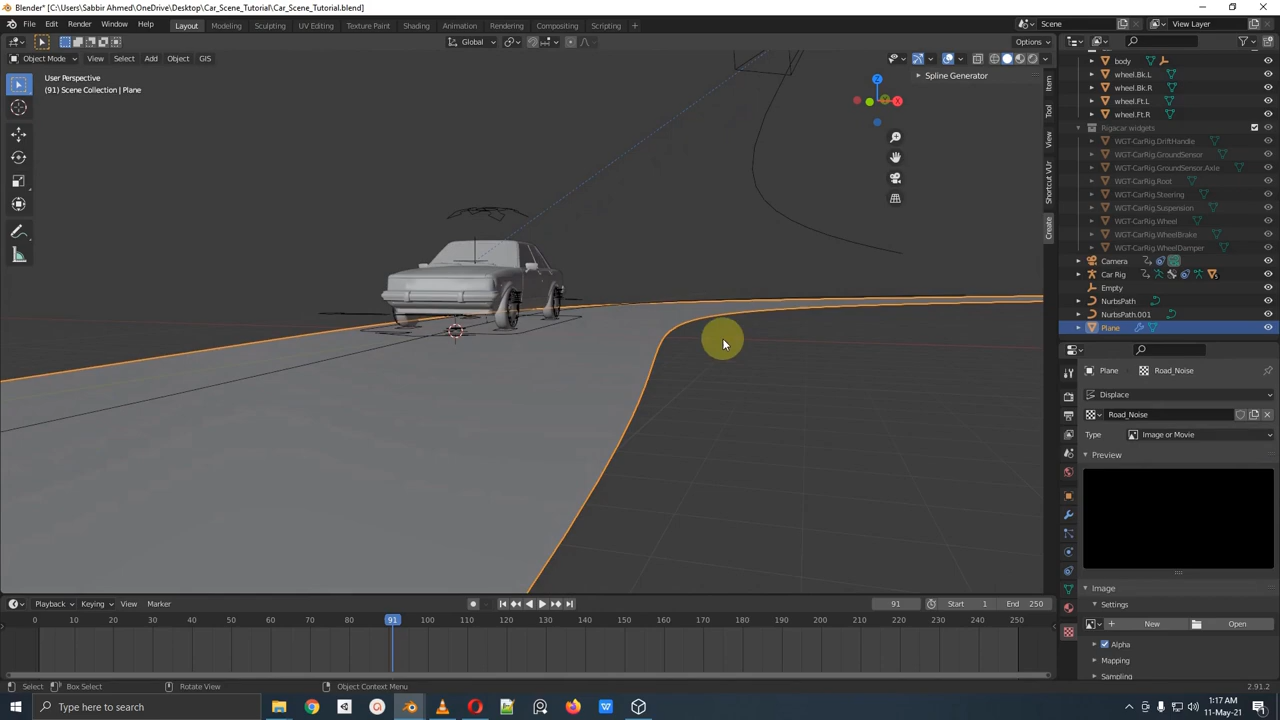 Blender* [C:\Users\Sabbir Ahmed\OneDrive\Desktop\Car_Scene_Tutorial\Car_Scene_Tutorial.blend]
File Edit Render Window Help Layout Modeling Sculpting UV Editing Texture Paint Shading Animation Rendering Compositing Scripting + Scene View Layer
Global Options
Object Mode View Select Add Object GIS
User Perspective
(91) Scene Collection | Plane
Spline Generator
Z
X
Item
Tool
View
Shortcut VUr
Create
body
wheel.Bk.L
wheel.Bk.R
wheel.Ft.L
wheel.Ft.R
Rigacar widgets
WGT-CarRig.DriftHandle
WGT-CarRig.GroundSensor
WGT-CarRig.GroundSensor.Axle
WGT-CarRig.Root
WGT-CarRig.Steering
WGT-CarRig.Suspension
WGT-CarRig.Wheel
WGT-CarRig.WheelBrake
WGT-CarRig.WheelDamper
Camera
Car Rig
Empty
NurbsPath
NurbsPath.001
Plane
Plane Road_Noise
Displace
Road_Noise
Type Image or Movie
Preview
Image
Settings
New Open
Alpha
Mapping
Sampling
Playback Keying View Marker 91 Start 1 End 250
0 10 20 30 40 50 60 70 80 91 100 110 120 130 140 150 160 170 180 190 200 210 220 230 240 250
Select Box Select Rotate View Object Context Menu 2.91.2
Type here to search
1:17 AM
11-May-21